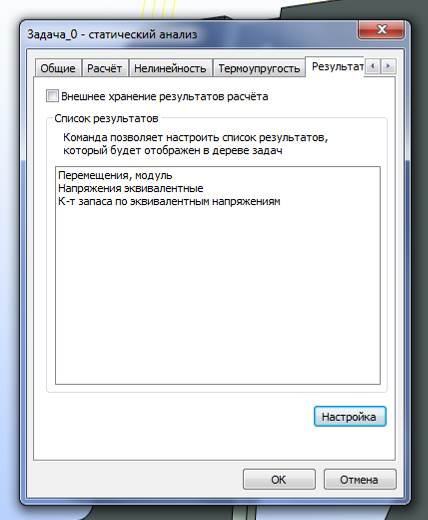 Задача_0 - статический анализ
Общие Расчёт Нелинейность Термоупругость Результат
Внешнее хранение результатов расчёта
Список результатов
Команда позволяет настроить список результатов,
который будет отображен в дереве задач
Перемещения, модуль
Напряжения эквивалентные
К-т запаса по эквивалентным напряжениям
Настройка
OK Отмена